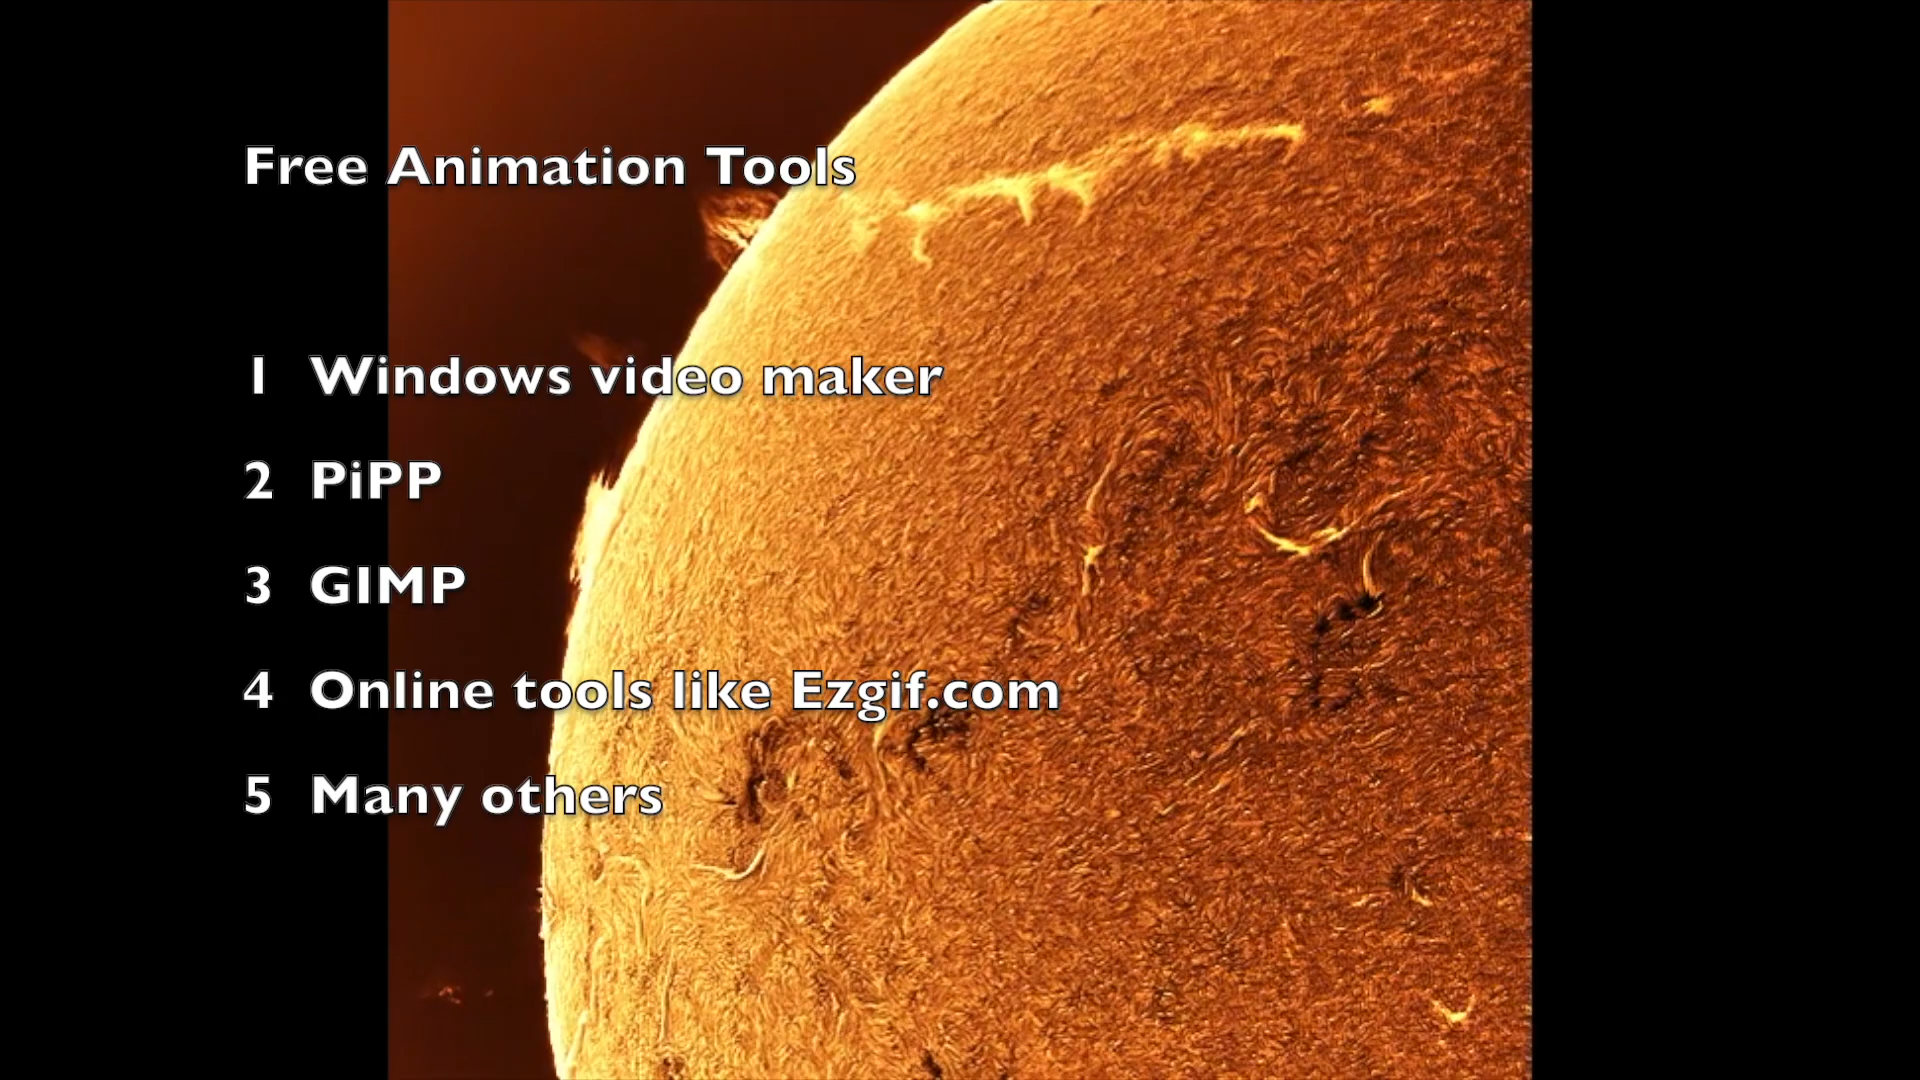 Free Animation Tools
1 Windows video maker
2 PiPP
3 GIMP
4 Online tools like Ezgif.com
5 Many others